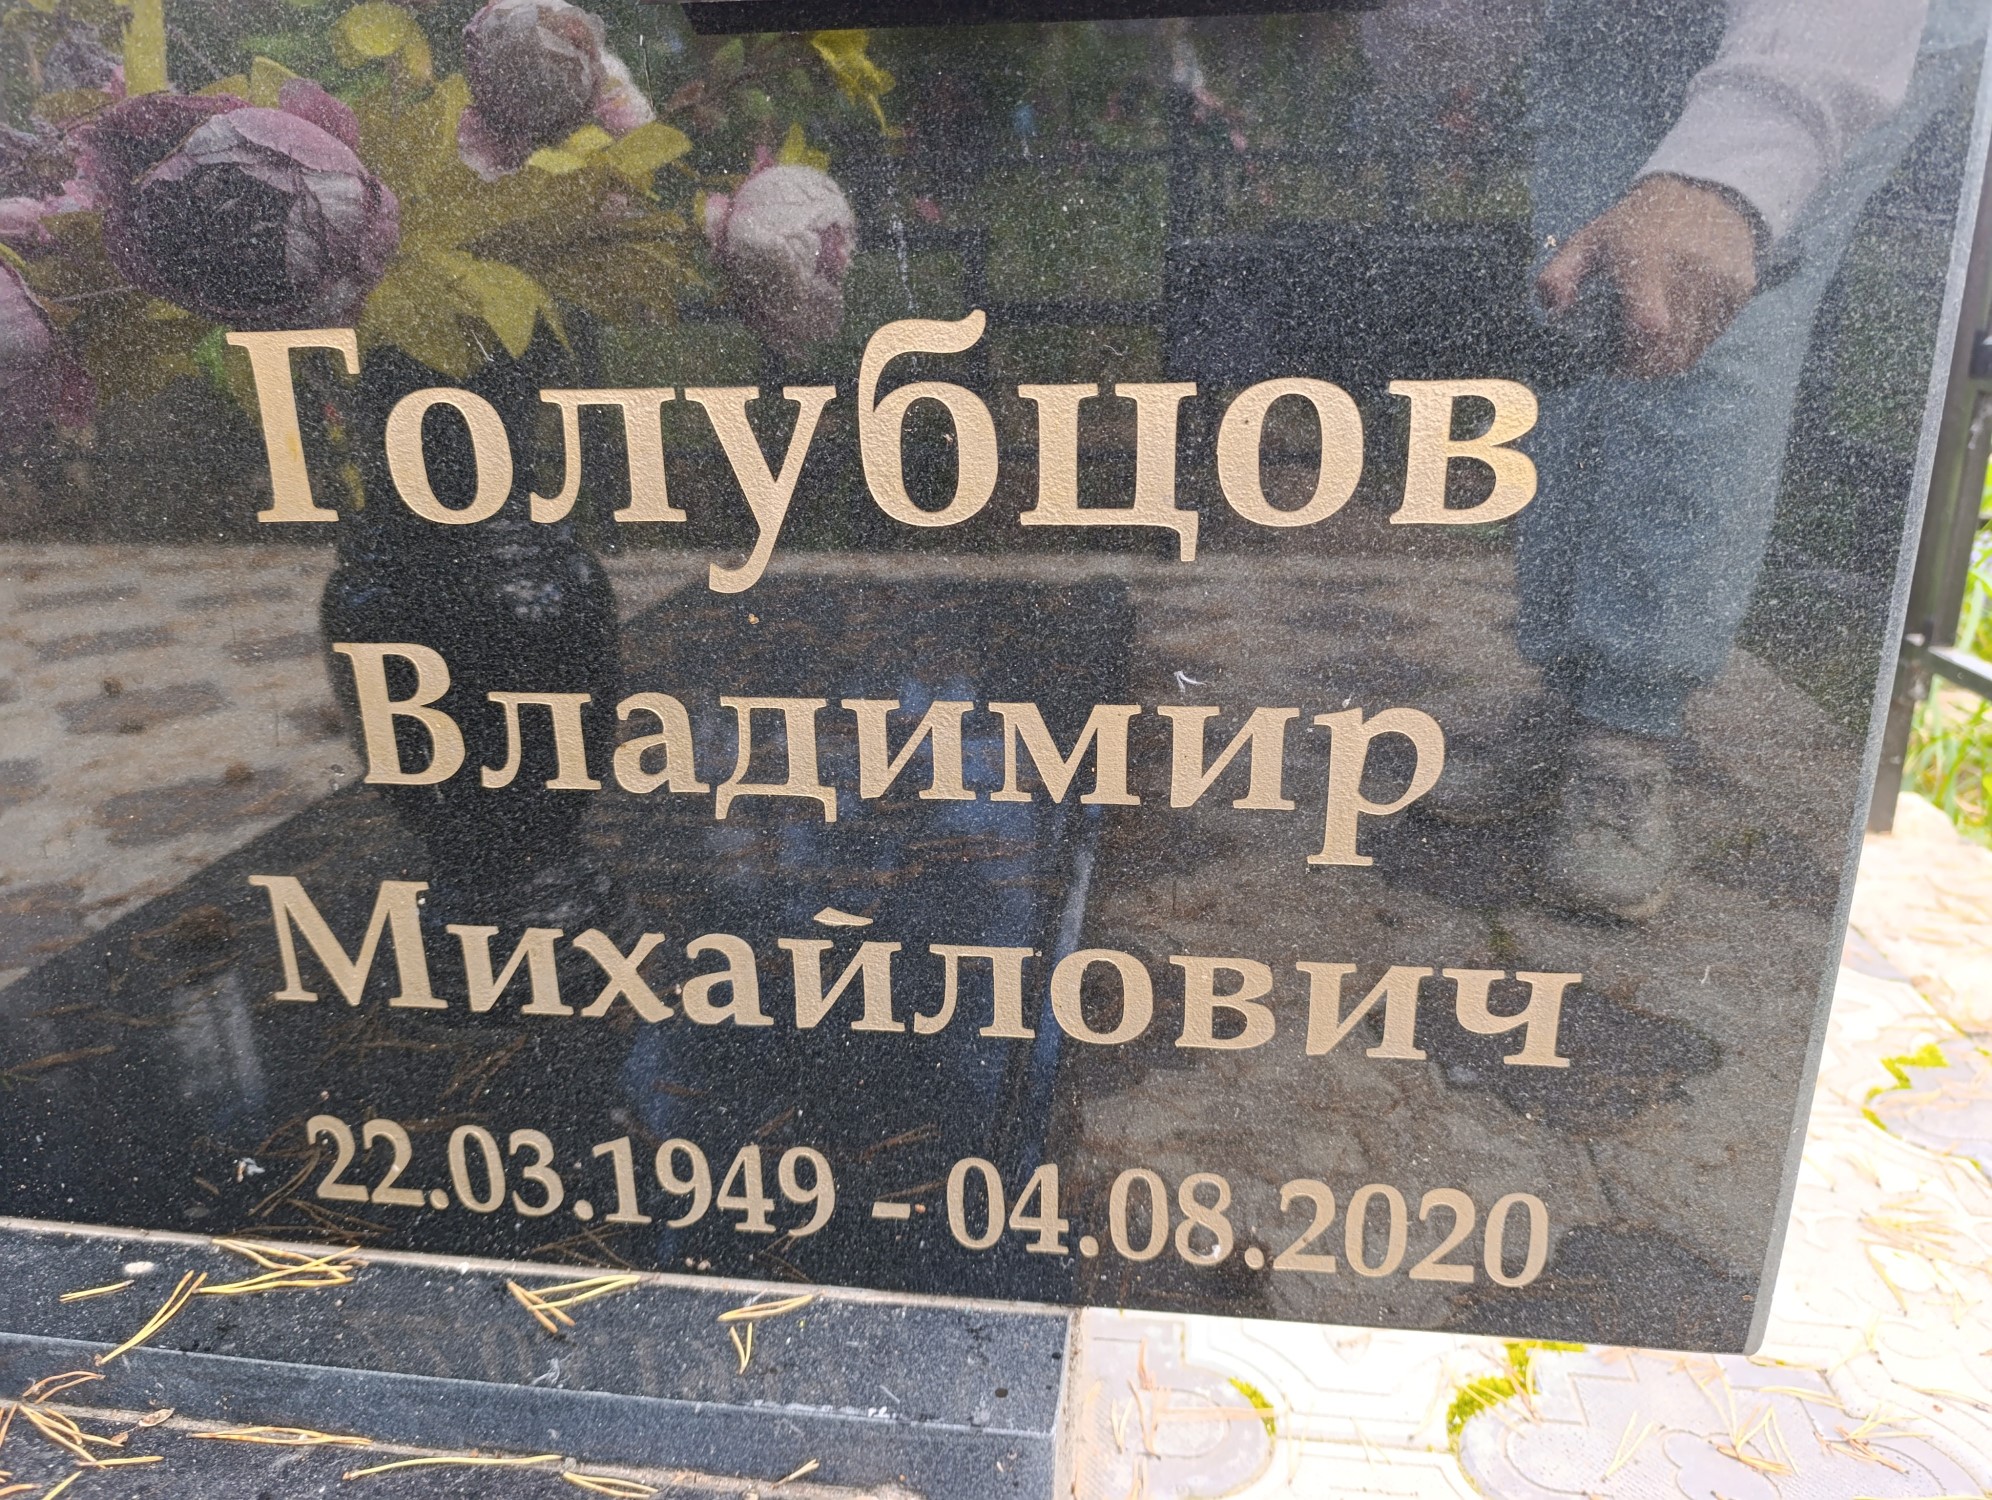 Голубцов
Владимир
Михайлович
22.03.1949 - 04.08.2020